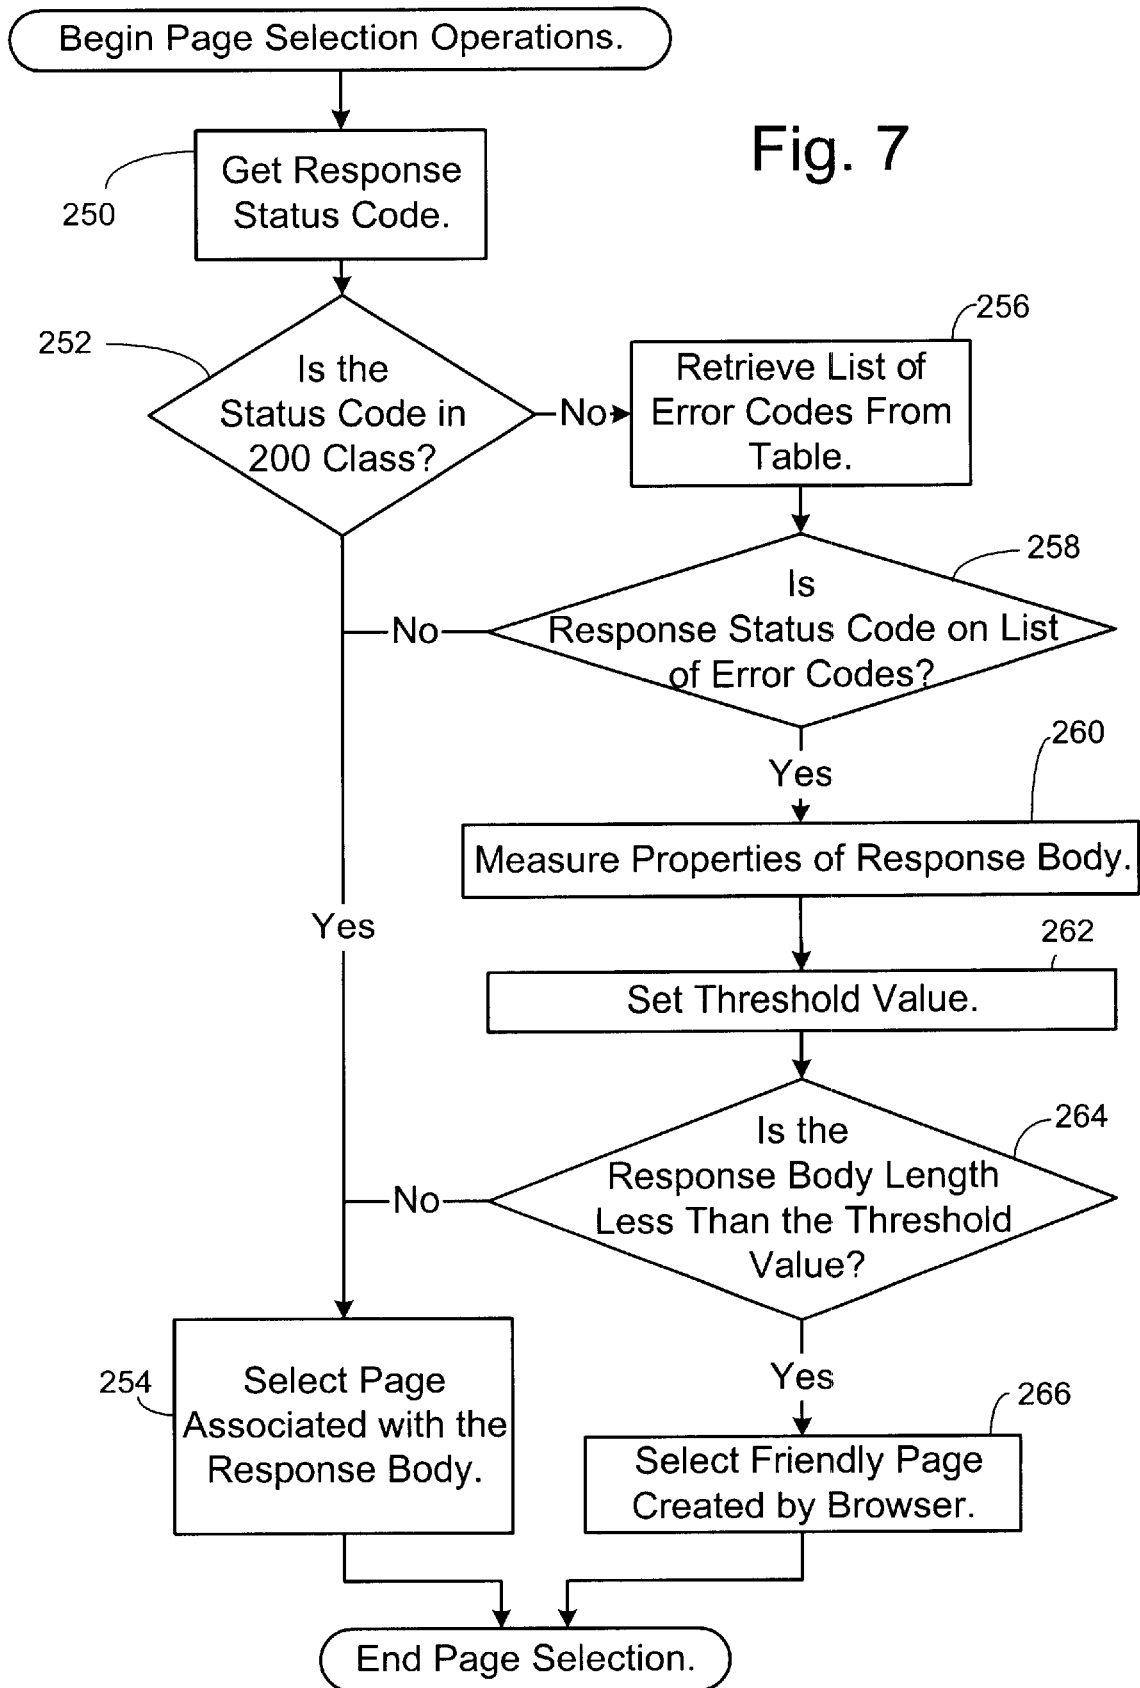 Begin Page Selection Operations.
Fig. 7
Get Response
Status Code.
250
252
Is the
Status Code in
200 Class?
No
256
Retrieve List of
Error Codes From
Table.
258
Is
Response Status Code on List
of Error Codes?
No
Yes
260
Measure Properties of Response Body.
Yes
262
Set Threshold Value.
264
Is the
Response Body Length
Less Than the Threshold
Value?
No
Yes
254
Select Page
Associated with the
Response Body.
266
Select Friendly Page
Created by Browser.
End Page Selection.